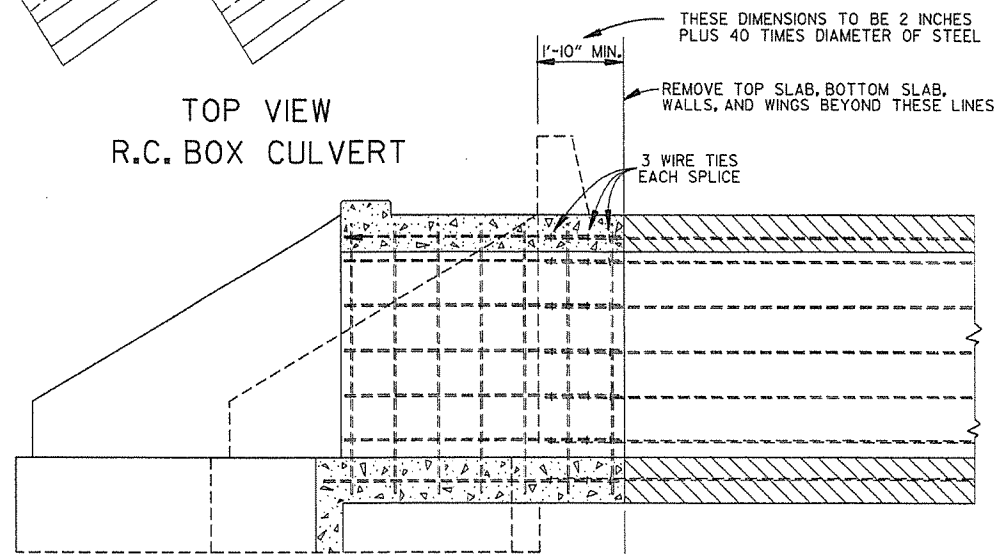 THESE DIMENSIONS TO BE 2 INCHES
PLUS 40 TIMES DIAMETER OF STEEL
1'-10" MIN.
REMOVE TOP SLAB, BOTTOM SLAB,
WALLS, AND WINGS BEYOND THESE LINES
TOP VIEW
R.C. BOX CULVERT
3 WIRE TIES
EACH SPLICE